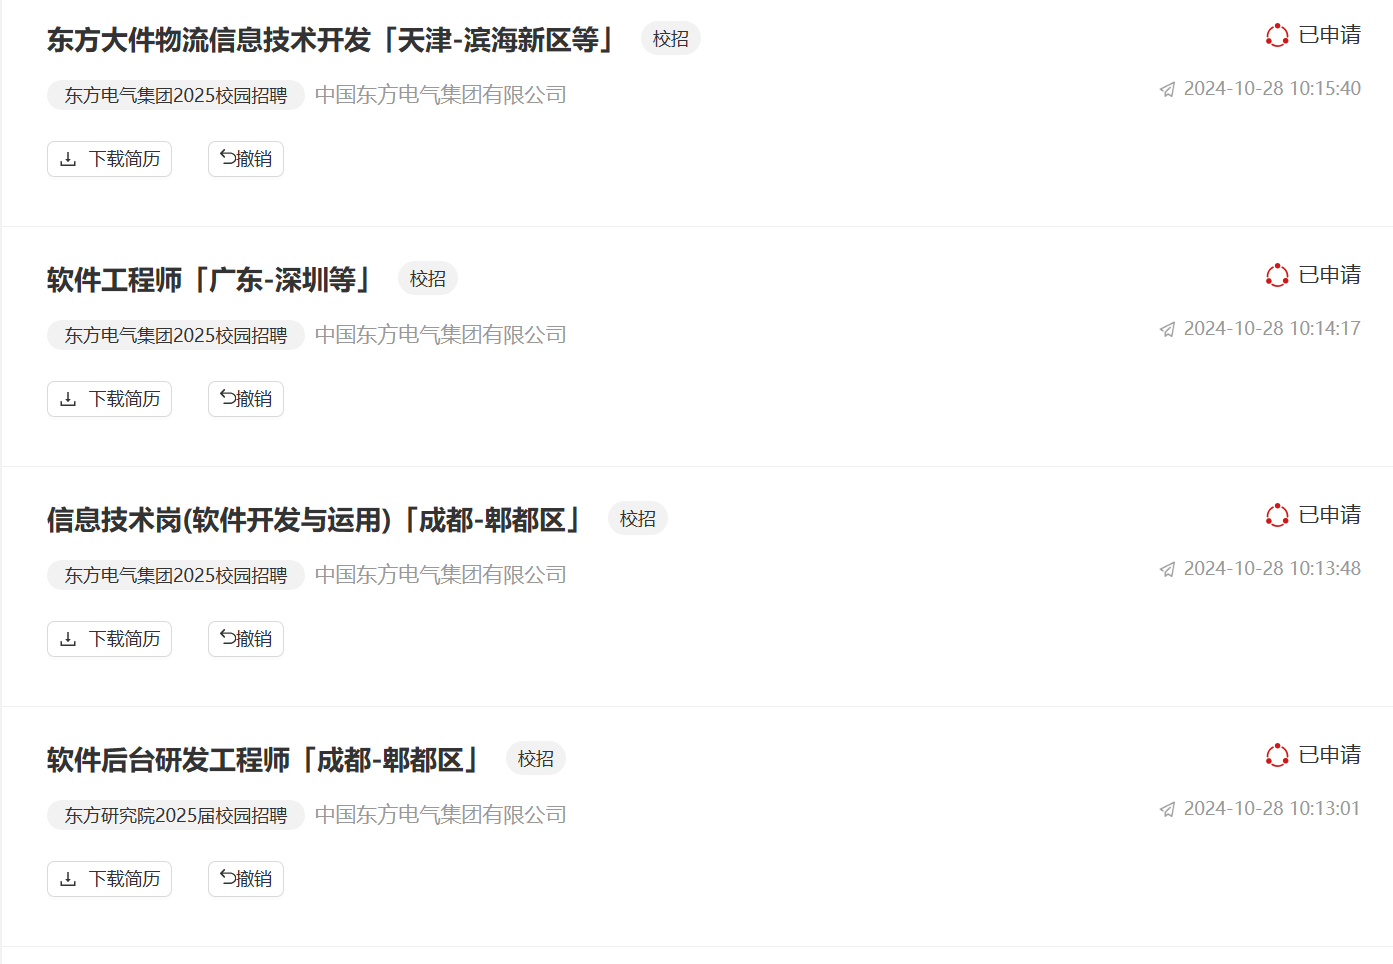 东方大件物流信息技术开发「天津-滨海新区等」 校招 已申请
东方电气集团2025校园招聘 中国东方电气集团有限公司 2024-10-28 10:15:40
下载简历 撤销
软件工程师「广东-深圳等」 校招 已申请
东方电气集团2025校园招聘 中国东方电气集团有限公司 2024-10-28 10:14:17
下载简历 撤销
信息技术岗(软件开发与运用)「成都-郫都区」 校招 已申请
东方电气集团2025校园招聘 中国东方电气集团有限公司 2024-10-28 10:13:48
下载简历 撤销
软件后台研发工程师「成都-郫都区」 校招 已申请
东方研究院2025届校园招聘 中国东方电气集团有限公司 2024-10-28 10:13:01
下载简历 撤销